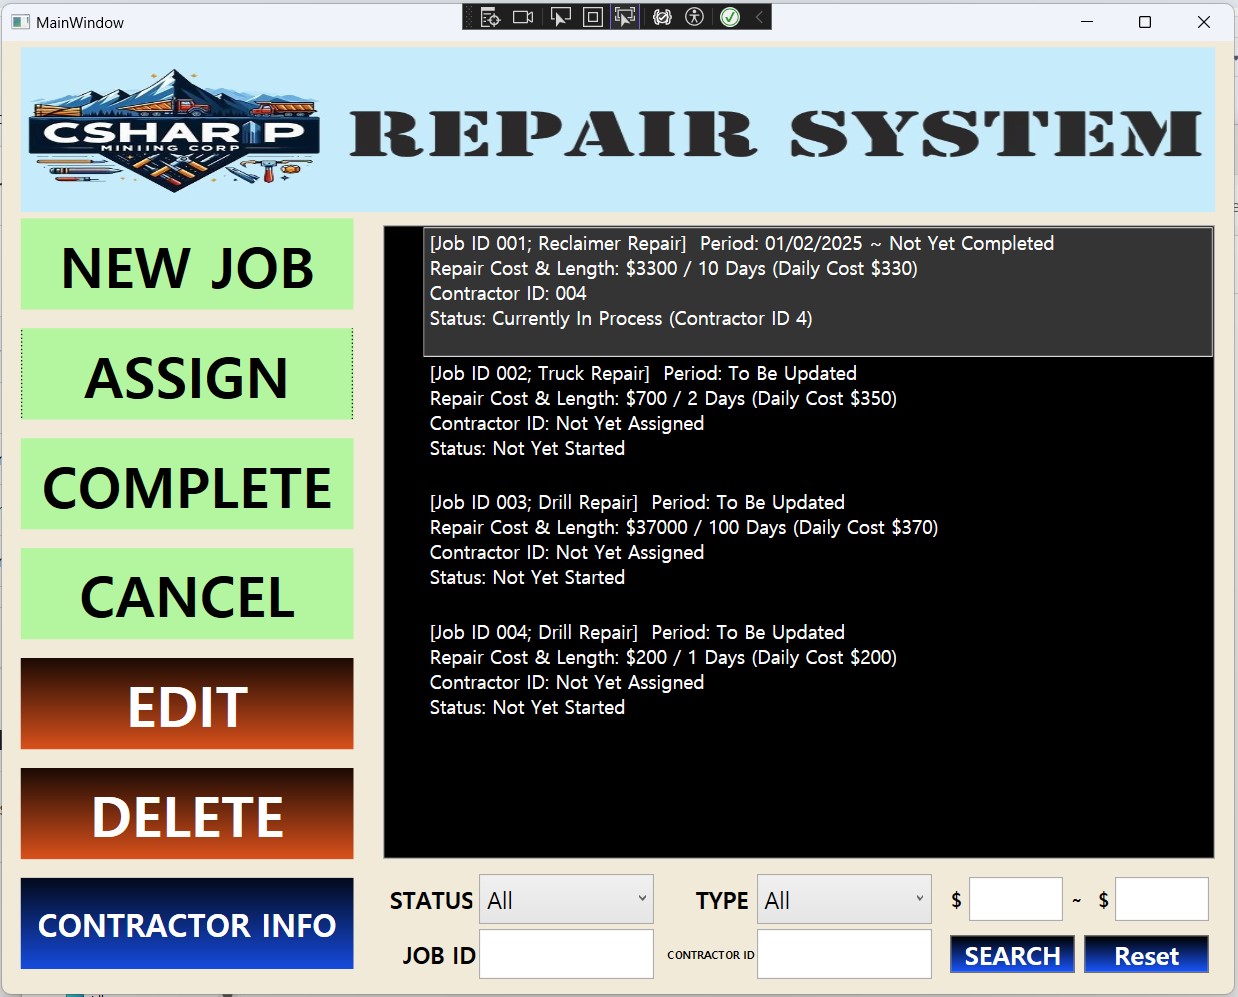 MainWindow
CSHARP
MINIING CORP
REPAIR SYSTEM
NEW JOB
ASSIGN
COMPLETE
CANCEL
EDIT
DELETE
CONTRACTOR INFO
[Job ID 001; Reclaimer Repair]  Period: 01/02/2025 ~ Not Yet Completed
Repair Cost & Length: $3300 / 10 Days (Daily Cost $330)
Contractor ID: 004
Status: Currently In Process (Contractor ID 4)
[Job ID 002; Truck Repair]  Period: To Be Updated
Repair Cost & Length: $700 / 2 Days (Daily Cost $350)
Contractor ID: Not Yet Assigned
Status: Not Yet Started
[Job ID 003; Drill Repair]  Period: To Be Updated
Repair Cost & Length: $37000 / 100 Days (Daily Cost $370)
Contractor ID: Not Yet Assigned
Status: Not Yet Started
[Job ID 004; Drill Repair]  Period: To Be Updated
Repair Cost & Length: $200 / 1 Days (Daily Cost $200)
Contractor ID: Not Yet Assigned
Status: Not Yet Started
STATUS All TYPE All $ ~ $
JOB ID CONTRACTOR ID SEARCH Reset